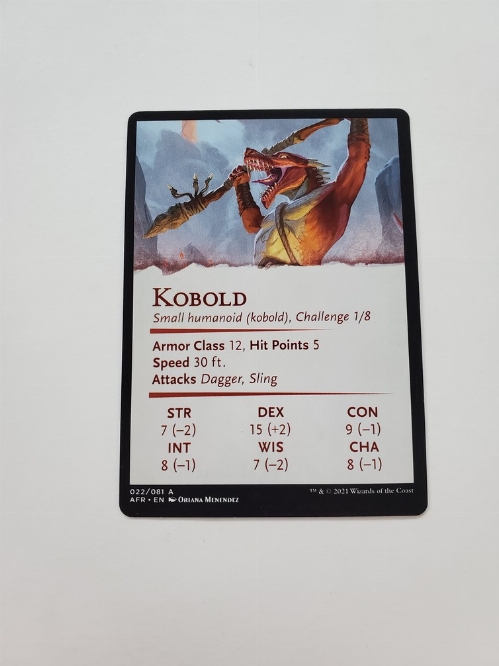 KOBOLD
Small humanoid (kobold), Challenge 1/8
Armor Class 12, Hit Points 5
Speed 30 ft.
Attacks Dagger, Sling
STR DEX CON
7 (–2) 15 (+2) 9 (–1)
INT WIS CHA
8 (–1) 7 (–2) 8 (–1)
022/081 A
AFR • EN ORIANA MENENDEZ
™ & © 2021 Wizards of the Coast